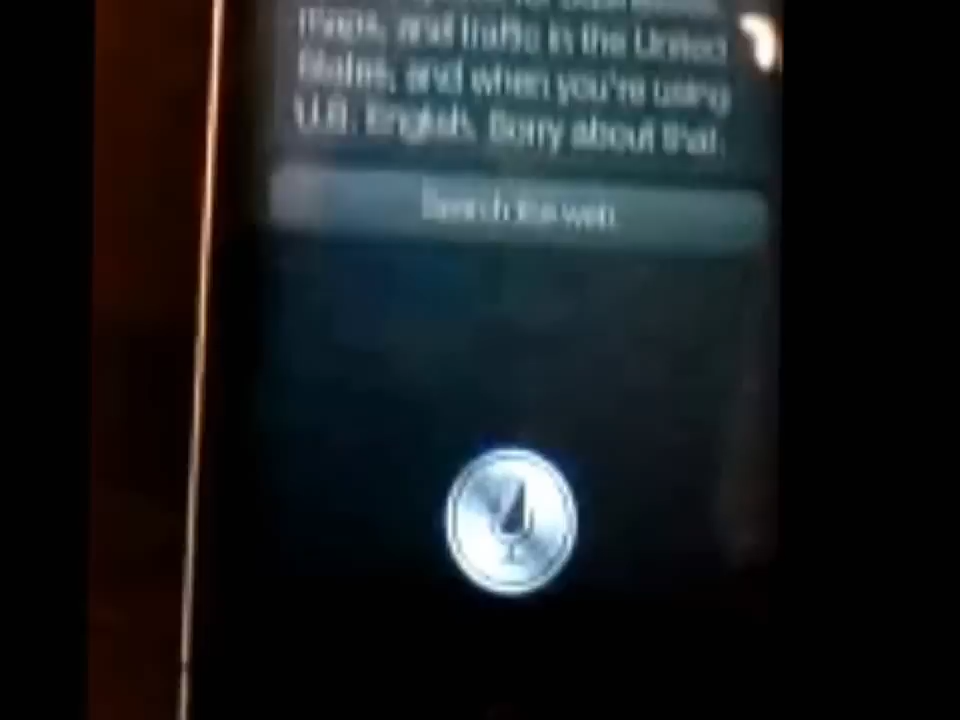 maps, and traffic in the United
States, and when you're using
U.S. English. Sorry about that.
Search the web